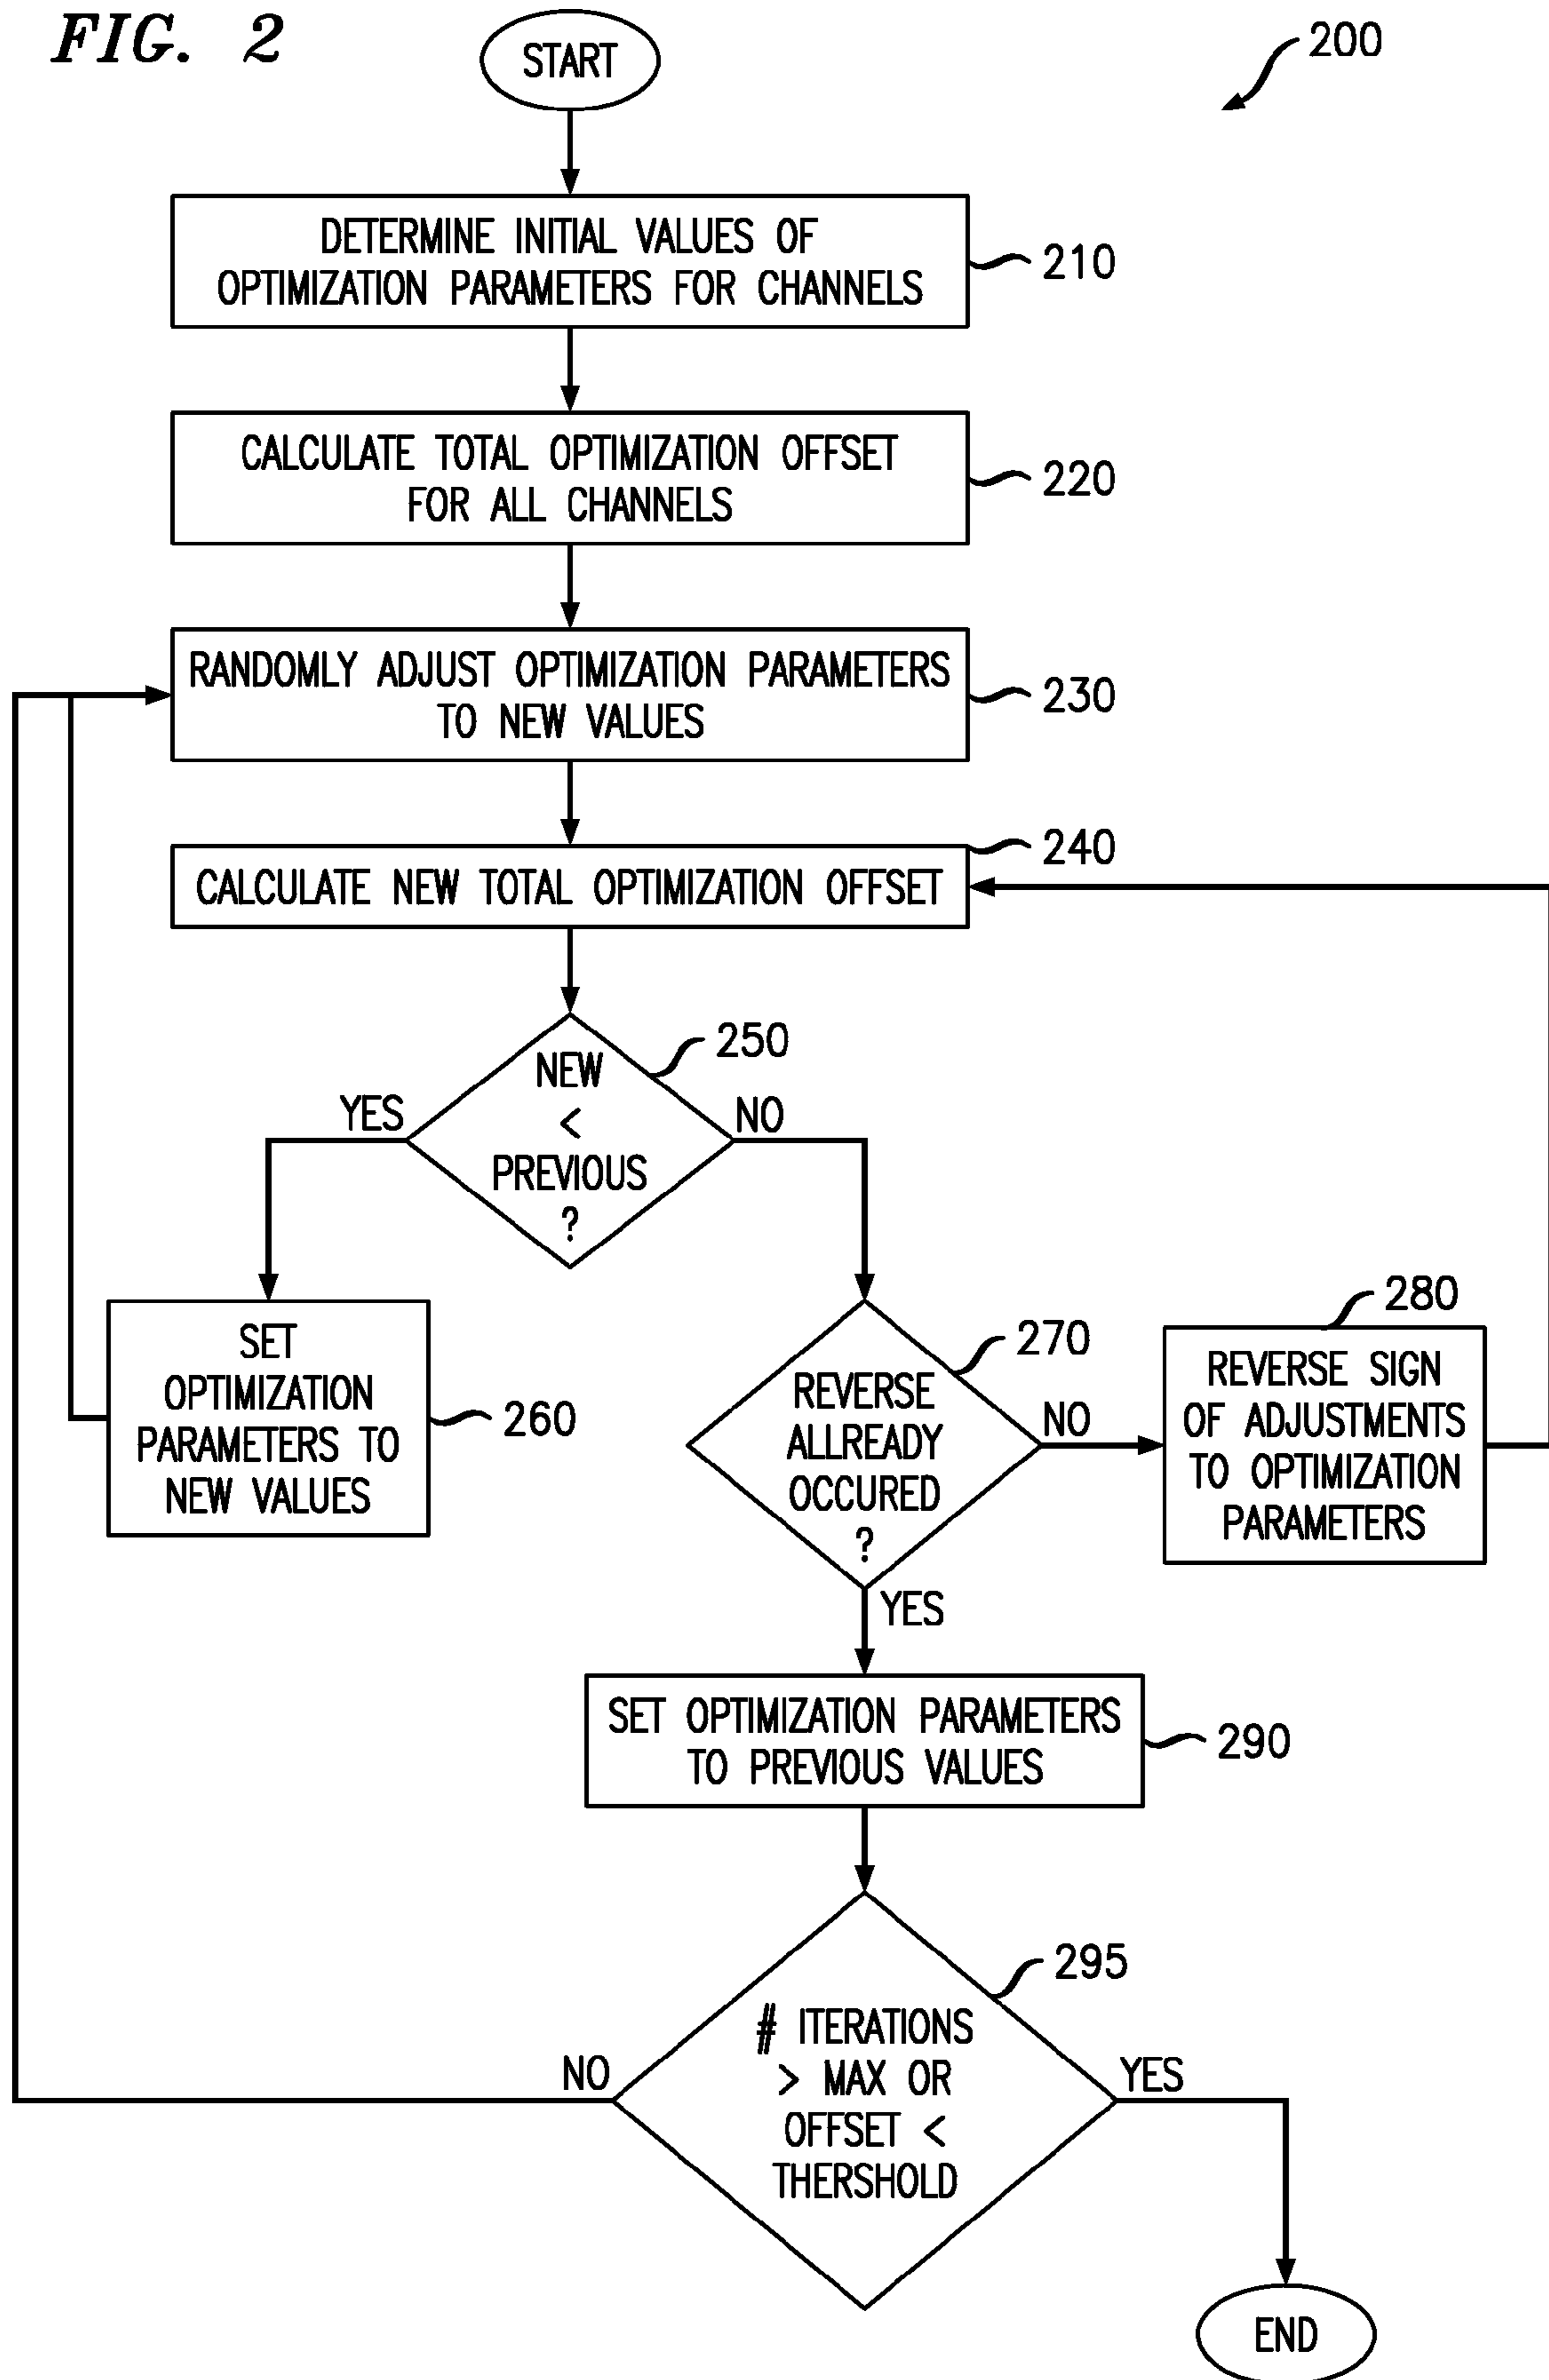 FIG. 2
START
200
DETERMINE INITIAL VALUES OF
OPTIMIZATION PARAMETERS FOR CHANNELS
210
CALCULATE TOTAL OPTIMIZATION OFFSET
FOR ALL CHANNELS
220
RANDOMLY ADJUST OPTIMIZATION PARAMETERS
TO NEW VALUES
230
CALCULATE NEW TOTAL OPTIMIZATION OFFSET
240
NEW
<
PREVIOUS
?
250
YES
NO
SET
OPTIMIZATION
PARAMETERS TO
NEW VALUES
260
REVERSE
ALLREADY
OCCURED
?
270
NO
YES
REVERSE SIGN
OF ADJUSTMENTS
TO OPTIMIZATION
PARAMETERS
280
SET OPTIMIZATION PARAMETERS
TO PREVIOUS VALUES
290
# ITERATIONS
> MAX OR
OFFSET <
THERSHOLD
295
NO
YES
END